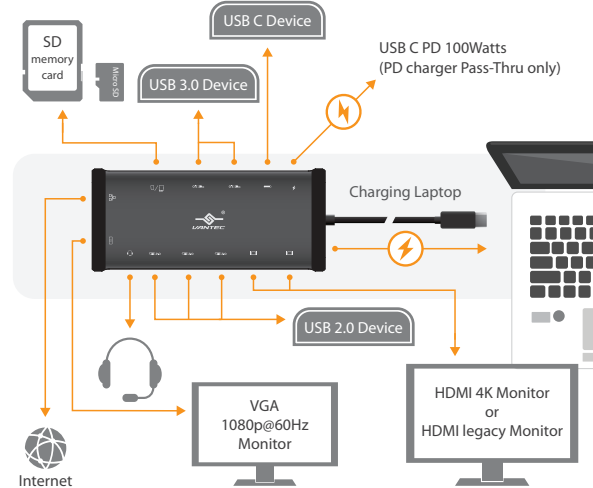 USB C Device
SD
memory
card
Micro SD
USB 3.0 Device
USB C PD 100Watts
(PD charger Pass-Thru only)
Charging Laptop
VANTEC
®
USB 2.0 Device
VGA
1080p@60Hz
Monitor
HDMI 4K Monitor
or
HDMI legacy Monitor
Internet